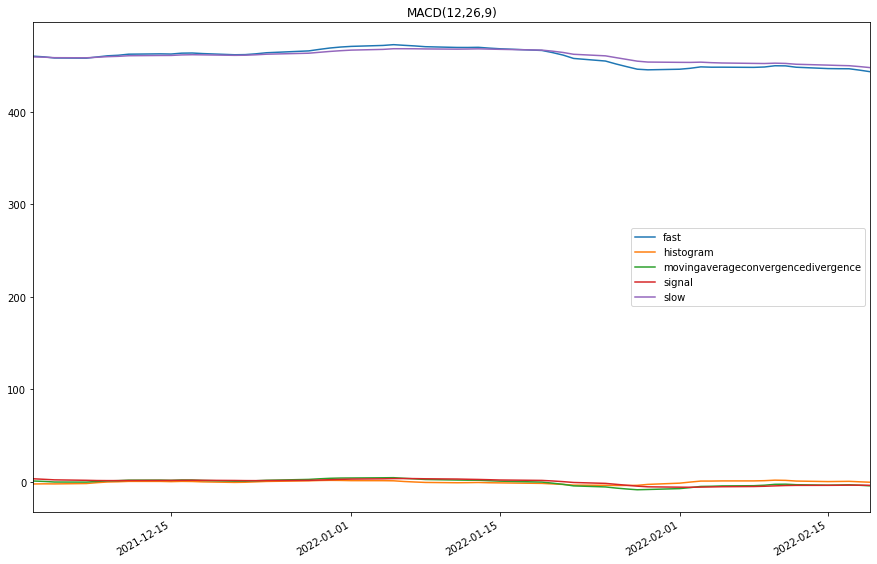 MACD(12,26,9)
400
300
200
100
0
fast
histogram
movingaverageconvergencedivergence
signal
slow
2021-12-15
2022-01-01
2022-01-15
2022-02-01
2022-02-15